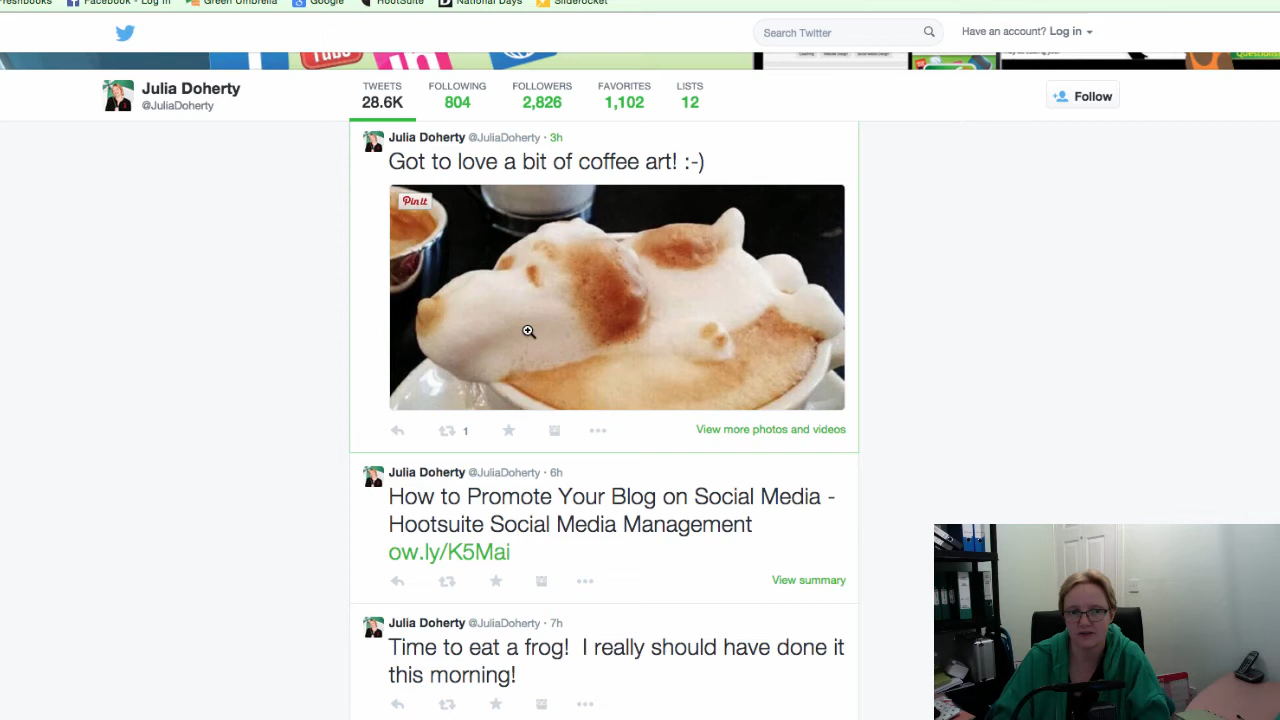 Freshbooks Facebook - Log In Green Umbrella Google HootSuite National Days Sliderocket
Search Twitter
Have an account? Log in
Julia Doherty
@JuliaDoherty
TWEETS FOLLOWING FOLLOWERS FAVORITES LISTS
28.6K 804 2,826 1,102 12
Follow
Julia Doherty @JuliaDoherty · 3h
Got to love a bit of coffee art! :-)
Pin it
1
View more photos and videos
Julia Doherty @JuliaDoherty · 6h
How to Promote Your Blog on Social Media -
Hootsuite Social Media Management
ow.ly/K5Mai
View summary
Julia Doherty @JuliaDoherty · 7h
Time to eat a frog! I really should have done it
this morning!